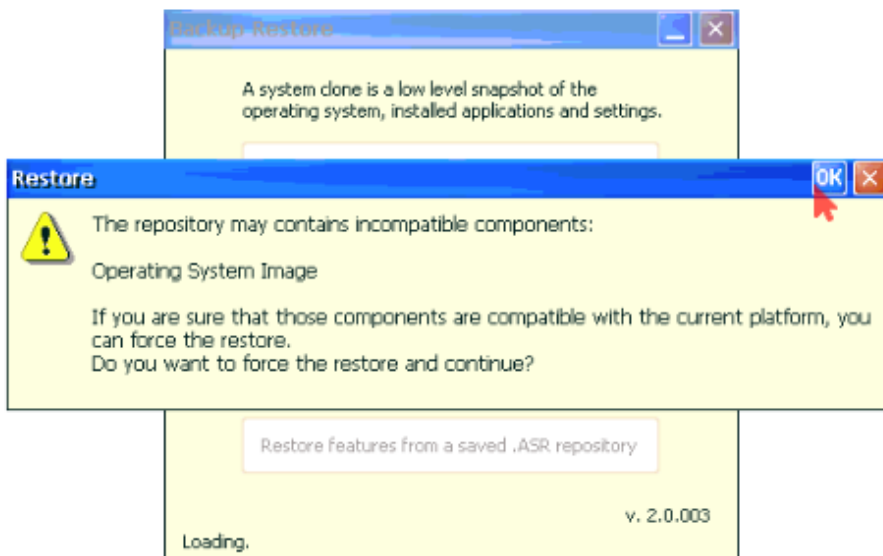 Backup Restore
A system clone is a low level snapshot of the
operating system, installed applications and settings.
Restore OK
The repository may contains incompatible components:
Operating System Image
If you are sure that those components are compatible with the current platform, you
can force the restore.
Do you want to force the restore and continue?
Restore features from a saved .ASR repository
v. 2.0.003
Loading.